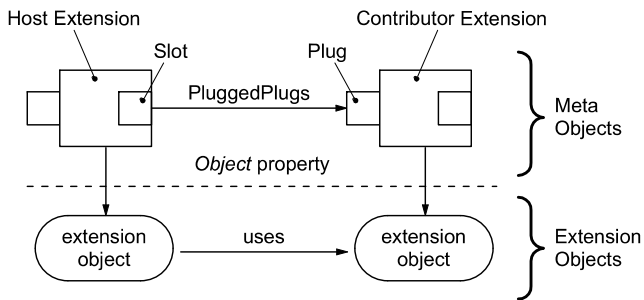 Host Extension
Contributor Extension
Slot
Plug
PluggedPlugs
Meta
Objects
Object property
extension
object
uses
extension
object
Extension
Objects